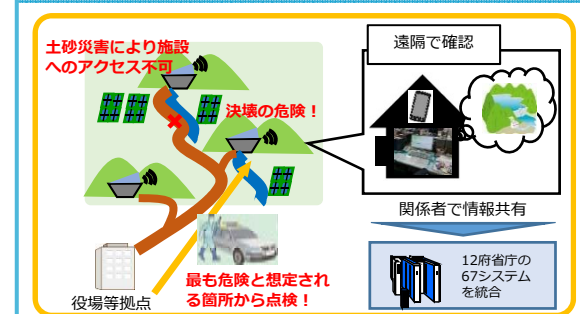 土砂災害により施設
へのアクセス不可
決壊の危険！
遠隔で確認
関係者で情報共有
12府省庁の
67システム
を統合
最も危険と想定され
る箇所から点検！
役場等拠点